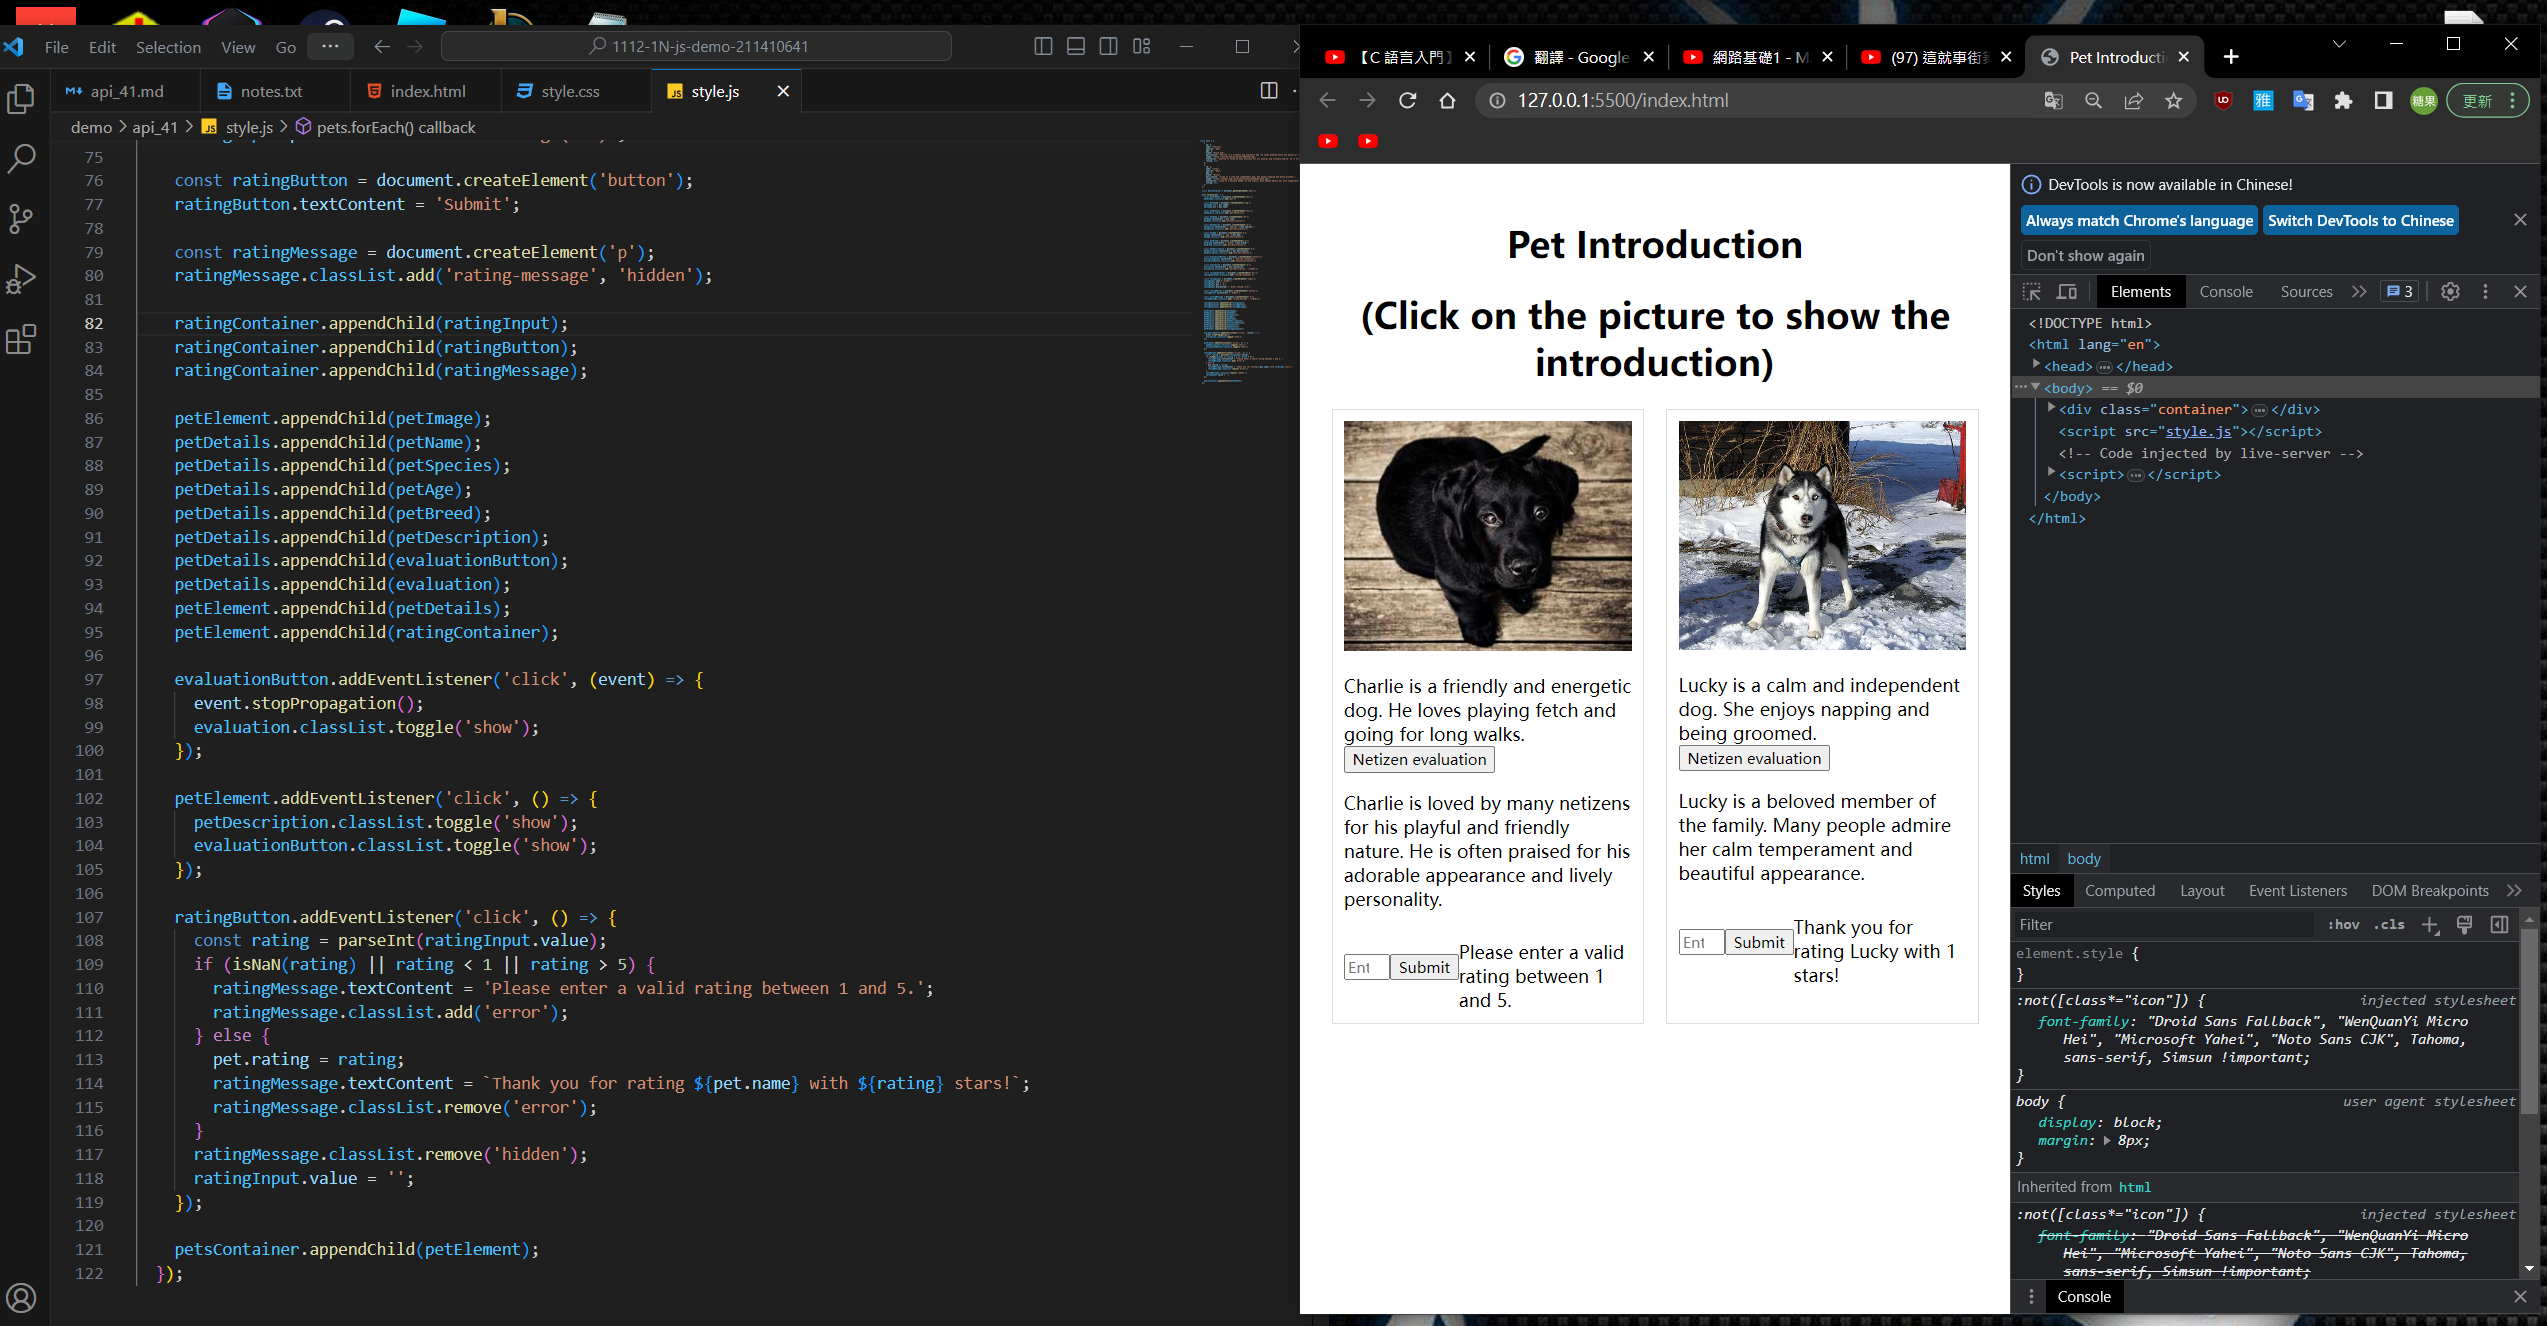 File Edit Selection View Go ··· 1112-1N-js-demo-211410641
api_41.md notes.txt index.html style.css style.js
demo > api_41 > style.js > pets.forEach() callback
75
76 const ratingButton = document.createElement('button');
77 ratingButton.textContent = 'Submit';
78
79 const ratingMessage = document.createElement('p');
80 ratingMessage.classList.add('rating-message', 'hidden');
81
82 ratingContainer.appendChild(ratingInput);
83 ratingContainer.appendChild(ratingButton);
84 ratingContainer.appendChild(ratingMessage);
85
86 petElement.appendChild(petImage);
87 petDetails.appendChild(petName);
88 petDetails.appendChild(petSpecies);
89 petDetails.appendChild(petAge);
90 petDetails.appendChild(petBreed);
91 petDetails.appendChild(petDescription);
92 petDetails.appendChild(evaluationButton);
93 petDetails.appendChild(evaluation);
94 petElement.appendChild(petDetails);
95 petElement.appendChild(ratingContainer);
96
97 evaluationButton.addEventListener('click', (event) => {
98 event.stopPropagation();
99 evaluation.classList.toggle('show');
100 });
101
102 petElement.addEventListener('click', () => {
103 petDescription.classList.toggle('show');
104 evaluationButton.classList.toggle('show');
105 });
106
107 ratingButton.addEventListener('click', () => {
108 const rating = parseInt(ratingInput.value);
109 if (isNaN(rating) || rating < 1 || rating > 5) {
110 ratingMessage.textContent = 'Please enter a valid rating between 1 and 5.';
111 ratingMessage.classList.add('error');
112 } else {
113 pet.rating = rating;
114 ratingMessage.textContent = `Thank you for rating ${pet.name} with ${rating} stars!`;
115 ratingMessage.classList.remove('error');
116 }
117 ratingMessage.classList.remove('hidden');
118 ratingInput.value = '';
119 });
120
121 petsContainer.appendChild(petElement);
122 });
【C 語言入門】 翻譯 - Google 網路基礎1 - M (97) 這就事街 Pet Introducti
127.0.0.1:5500/index.html 雅 糖果 更新
Pet Introduction
(Click on the picture to show the
introduction)
Charlie is a friendly and energetic
dog. He loves playing fetch and
going for long walks.
Netizen evaluation
Charlie is loved by many netizens
for his playful and friendly
nature. He is often praised for his
adorable appearance and lively
personality.
Ent Submit Please enter a valid
rating between 1
and 5.
Lucky is a calm and independent
dog. She enjoys napping and
being groomed.
Netizen evaluation
Lucky is a beloved member of
the family. Many people admire
her calm temperament and
beautiful appearance.
Ent Submit Thank you for
rating Lucky with 1
stars!
DevTools is now available in Chinese!
Always match Chrome's language Switch DevTools to Chinese
Don't show again
Elements Console Sources 3
<!DOCTYPE html>
<html lang="en">
<head> ··· </head>
··· <body> == $0
<div class="container"> ··· </div>
<script src="style.js"></script>
<!-- Code injected by live-server -->
<script> ··· </script>
</body>
</html>
html body
Styles Computed Layout Event Listeners DOM Breakpoints
Filter :hov .cls
element.style {
}
:not([class*="icon"]) { injected stylesheet
font-family: "Droid Sans Fallback", "WenQuanYi Micro
Hei", "Microsoft Yahei", "Noto Sans CJK", Tahoma,
sans-serif, Simsun !important;
}
body { user agent stylesheet
display: block;
margin: 8px;
}
Inherited from html
:not([class*="icon"]) { injected stylesheet
font-family: "Droid Sans Fallback", "WenQuanYi Micro
Hei", "Microsoft Yahei", "Noto Sans CJK", Tahoma,
sans-serif, Simsun !important;
Console